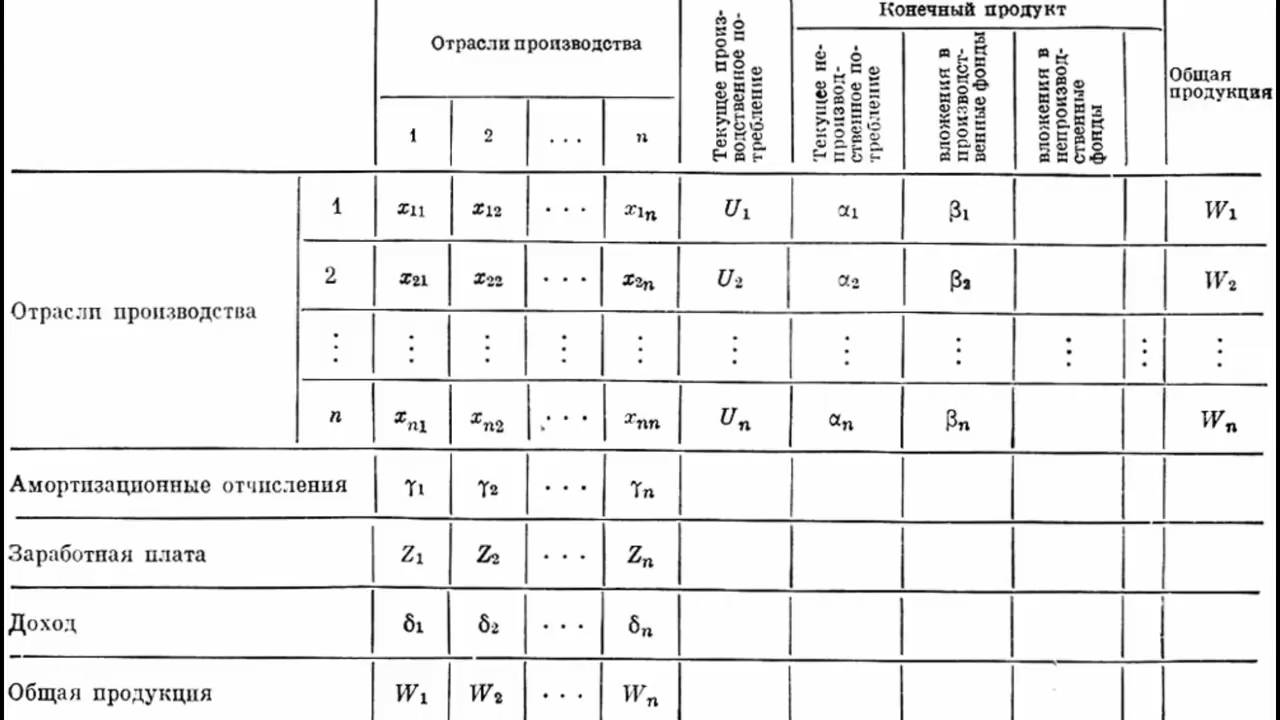 Конечный продукт
Отрасли производства
Текущее произ-
водственное по-
требление
Текущее не-
производ-
ственное по-
требление
вложения в
производст-
венные фонды
вложения в
непроизвод-
ственные
фонды
Общая
продукция
1 2 ... n
1 x11 x12 ... x1n U1 α1 β1 W1
2 x21 x22 ... x2n U2 α2 β2 W2
Отрасли производства
⋮ ⋮ ⋮ ⋮ ⋮ ⋮ ⋮ ⋮ ⋮ ⋮ ⋮
n xn1 xn2 ... xnn Un αn βn Wn
Амортизационные отчисления γ1 γ2 ... γn
Заработная плата Z1 Z2 ... Zn
Доход δ1 δ2 ... δn
Общая продукция W1 W2 ... Wn